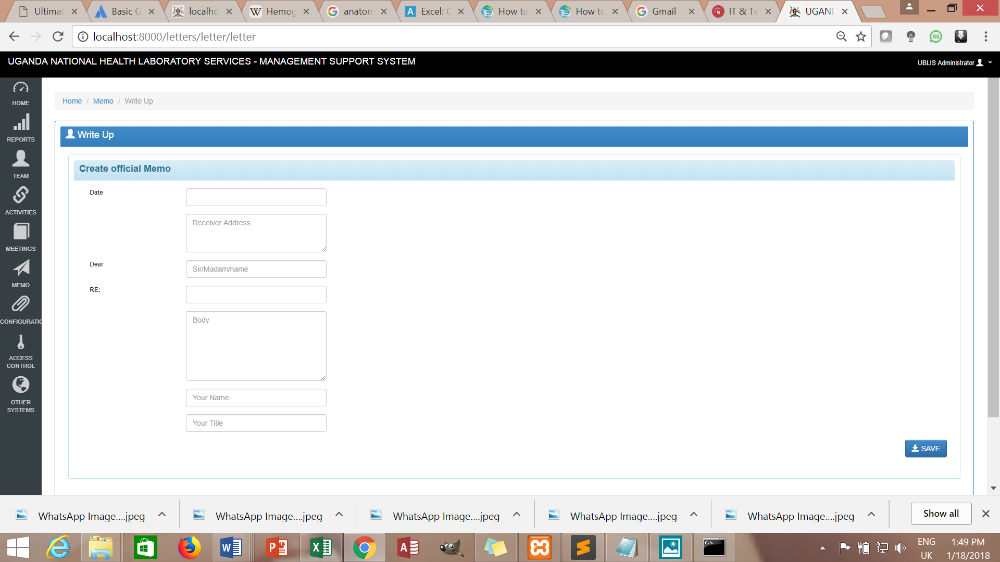 Ultimat
Basic G
localho
Hemog
anatom
Excel: C
How to
How to
Gmail
IT & Te
UGAND
localhost:8000/letters/letter/letter
UGANDA NATIONAL HEALTH LABORATORY SERVICES - MANAGEMENT SUPPORT SYSTEM
UBLIS Administrator
HOME
REPORTS
TEAM
ACTIVITIES
MEETINGS
MEMO
CONFIGURATIO
ACCESS
CONTROL
OTHER
SYSTEMS
Home / Memo / Write Up
Write Up
Create official Memo
Date
Receiver Address
Dear
Sir/Madam/name
RE:
Body
Your Name
Your Title
SAVE
WhatsApp Image....jpeg
WhatsApp Image....jpeg
WhatsApp Image....jpeg
WhatsApp Image....jpeg
WhatsApp Image....jpeg
Show all
ENG
UK
1:49 PM
1/18/2018